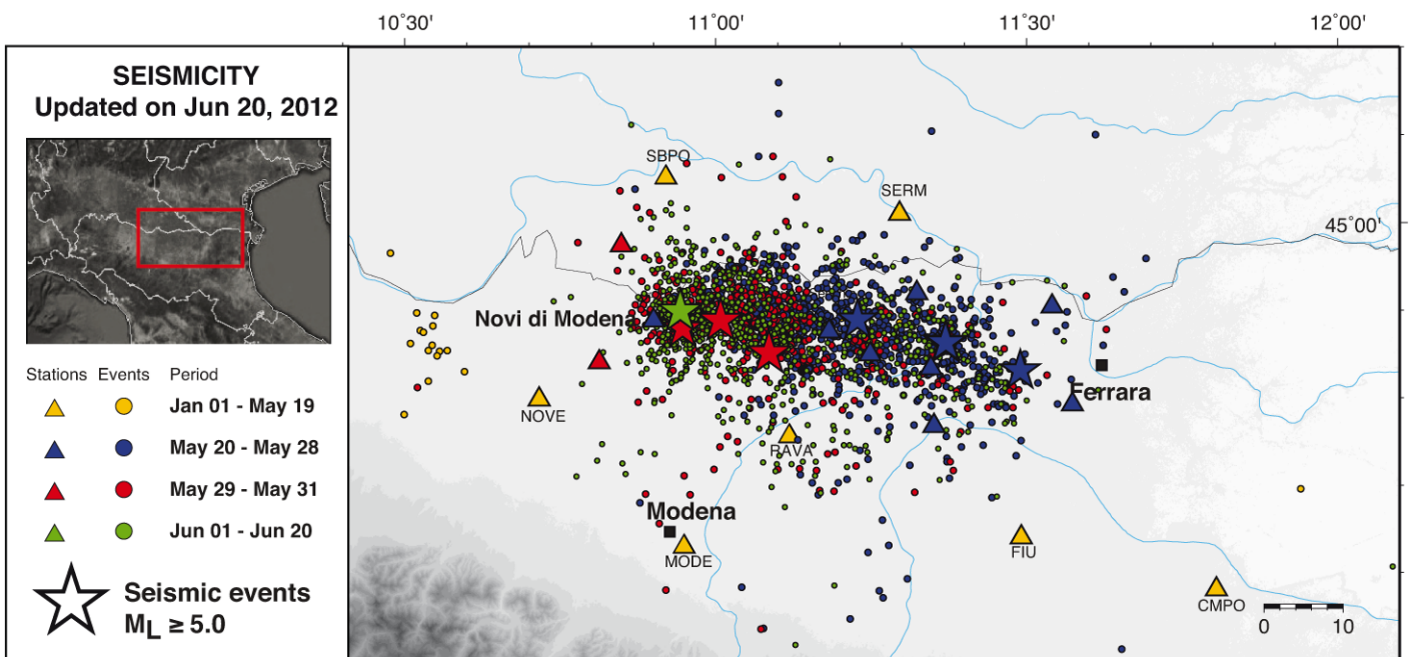 10˚30'
11˚00'
11˚30'
12˚00'
SEISMICITY
Updated on Jun 20, 2012
SBPO
SERM
45˚00'
Novi di Modena
Stations Events Period
Jan 01 - May 19
May 20 - May 28
May 29 - May 31
Jun 01 - Jun 20
Seismic events
ML ≥ 5.0
NOVE
RAVA
Ferrara
Modena
MODE
FIU
CMPO
0 10